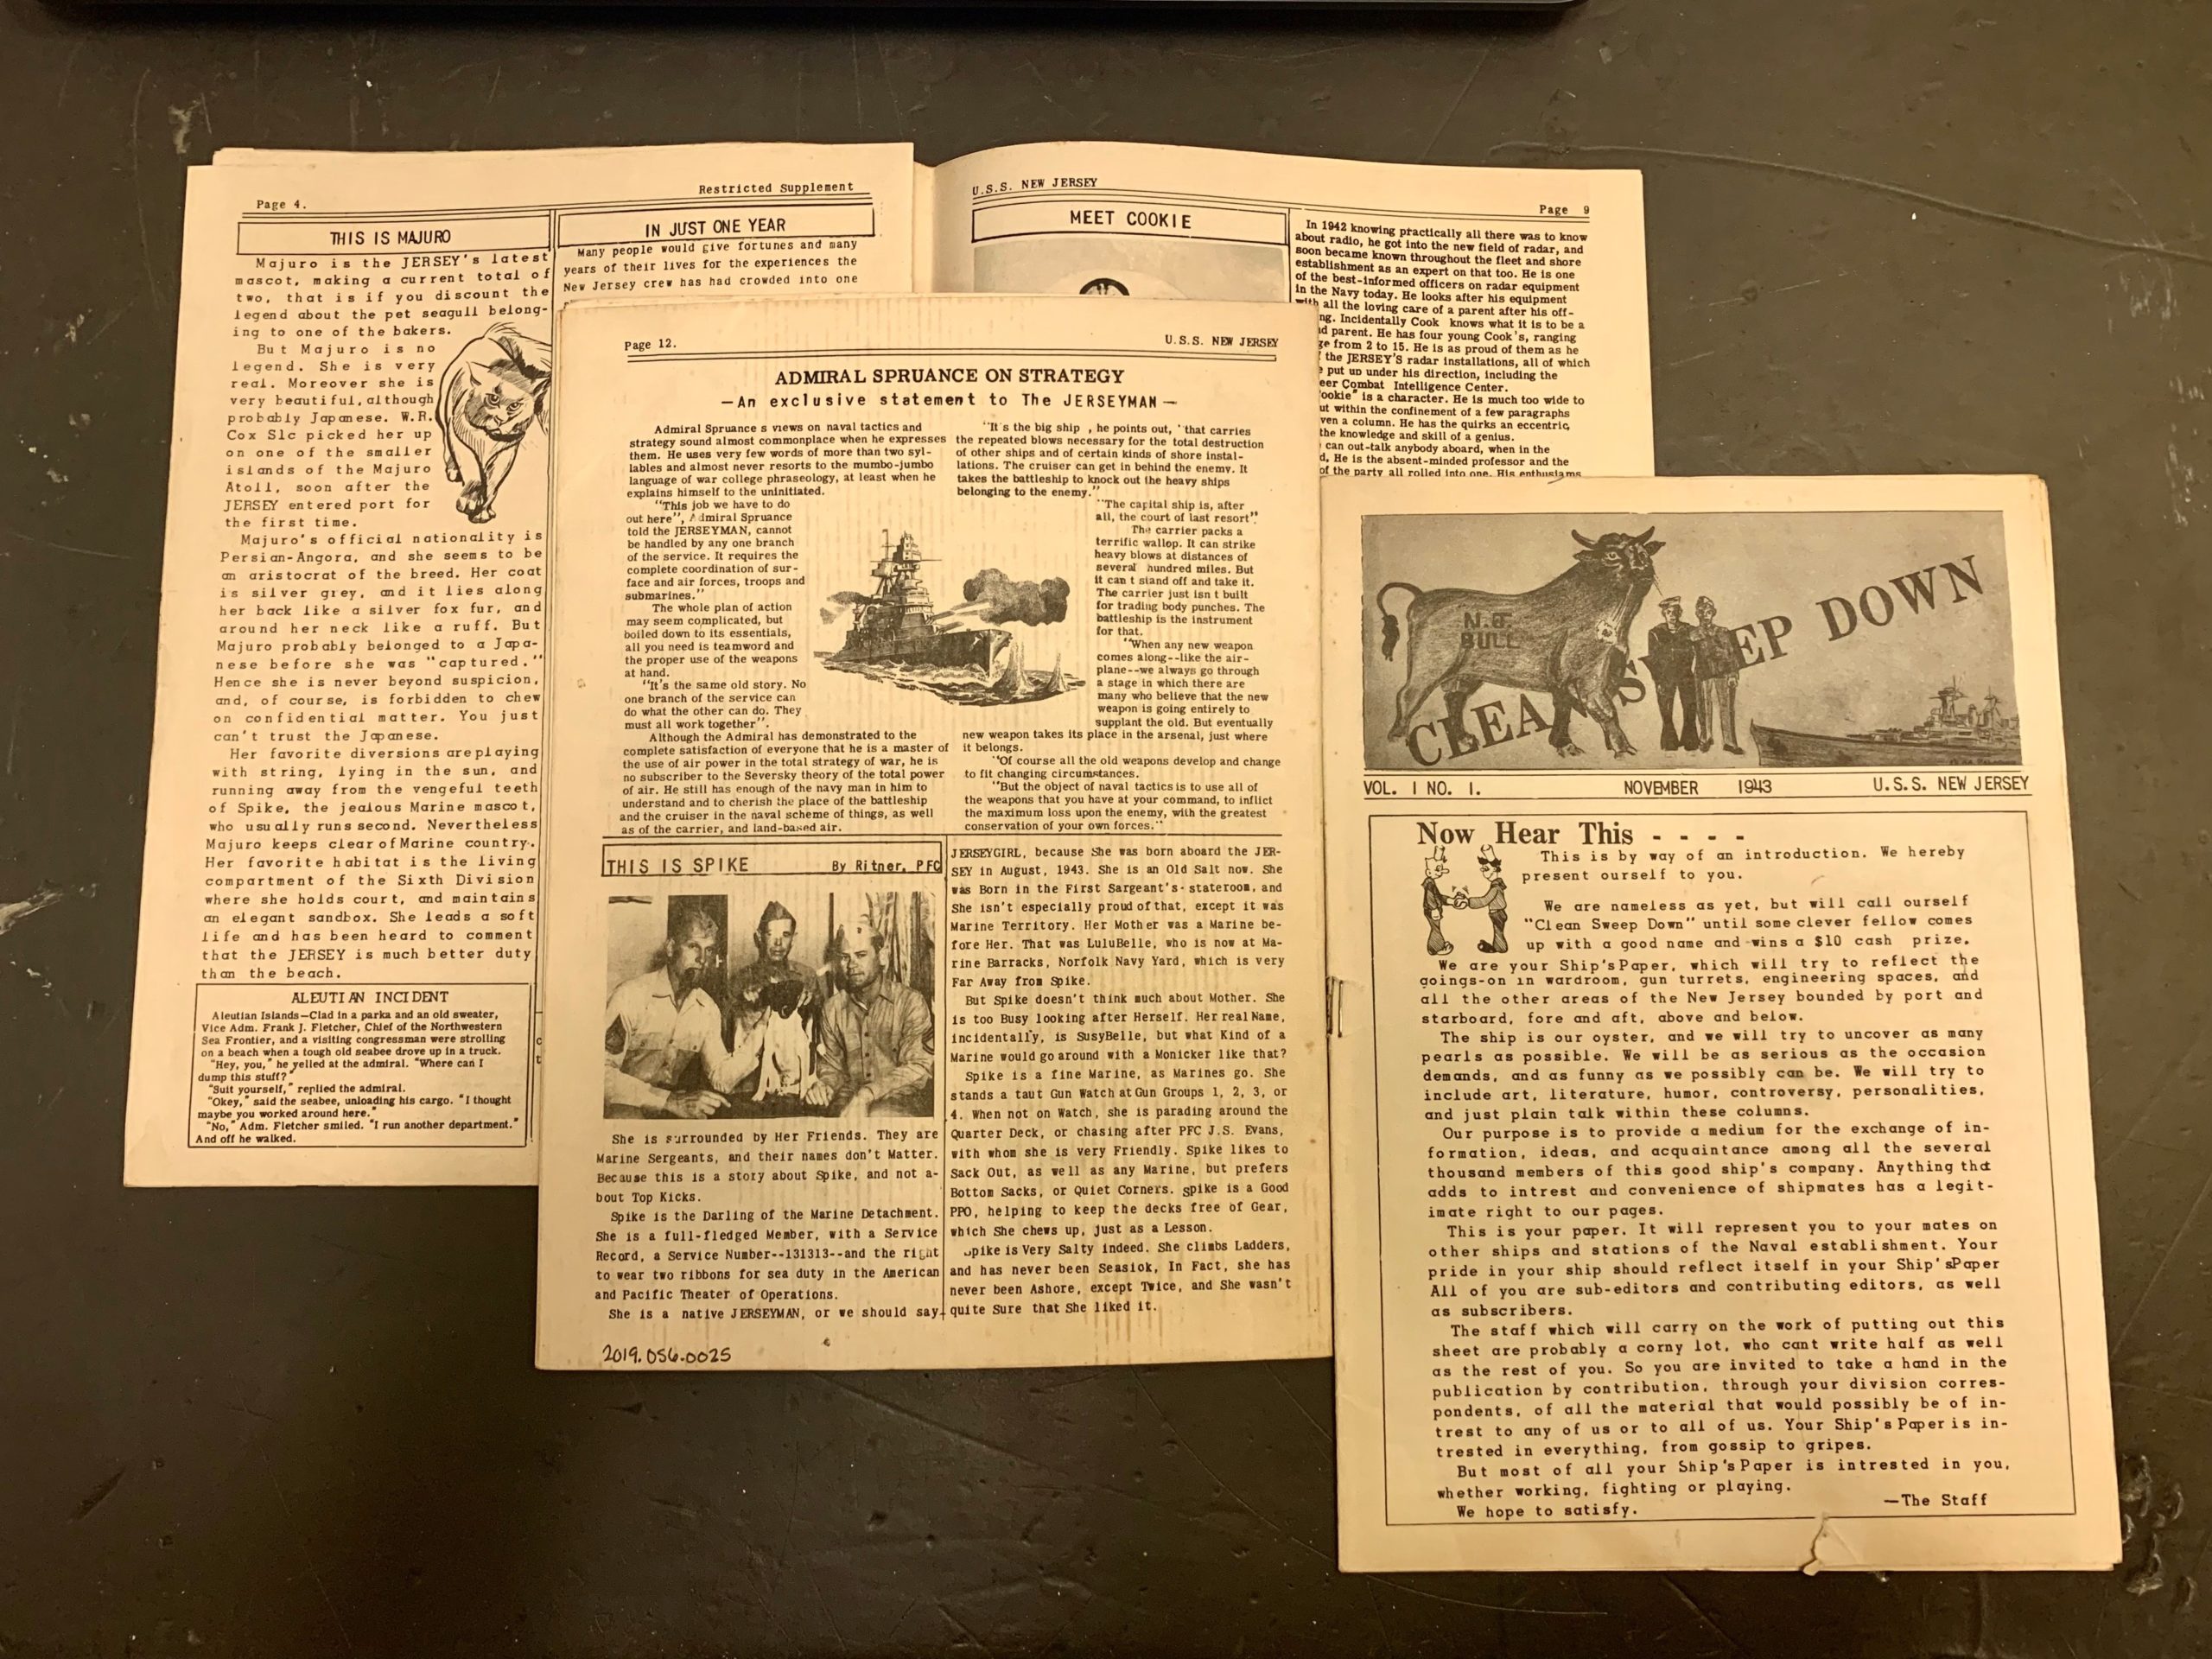 Page 4.
Restricted Supplement
THIS IS MAJURO
Majuro is the JERSEY's latest
mascot, making a current total of
two, that is if you discount the
legend about the pet seagull belong-
ing to one of the bakers.
But Majuro is no
legend. She is very
real. Moreover she is
very beautiful, although
probably Japanese. W.R.
Cox S1c picked her up
on one of the smaller
islands of the Majuro
Atoll, soon after the
JERSEY entered port for
the first time.
Majuro's official nationality is
Persian-Angora, and she seems to be
an aristocrat of the breed. Her coat
is silver grey, and it lies along
her back like a silver fox fur, and
around her neck like a ruff. But
Majuro probably belonged to a Japa-
nese before she was "captured."
Hence she is never beyond suspicion,
and, of course, is forbidden to chew
on confidential matter. You just
can't trust the Japanese.
Her favorite diversions are playing
with string, lying in the sun, and
running away from the vengeful teeth
of Spike, the jealous Marine mascot,
who usually runs second. Nevertheless
Majuro keeps clear of Marine country.
Her favorite habitat is the living
compartment of the Sixth Division
where she holds court, and maintains
an elegant sandbox. She leads a soft
life and has been heard to comment
that the JERSEY is much better duty
than the beach.
ALEUTIAN INCIDENT
Aleutian Islands—Clad in a parka and an old sweater,
Vice Adm. Frank J. Fletcher, Chief of the Northwestern
Sea Frontier, and a visiting congressman were strolling
on a beach when a tough old seabee drove up in a truck.
"Hey, you," he yelled at the admiral. "Where can I
dump this stuff?"
"Suit yourself," replied the admiral.
"Okey," said the seabee, unloading his cargo. "I thought
maybe you worked around here."
"No," Adm. Fletcher smiled. "I run another department."
And off he walked.
IN JUST ONE YEAR
Many people would give fortunes and many
years of their lives for the experiences the
New Jersey crew has had crowded into one
U.S.S. NEW JERSEY
Page 9
MEET COOKIE
In 1942 knowing practically all there was to know
about radio, he got into the new field of radar, and
soon became known throughout the fleet and shore
establishment as an expert on that too. He is one
of the best-informed officers on radar equipment
in the Navy today. He looks after his equipment
with all the loving care of a parent after his off-
ng. Incidentally Cook knows what it is to be a
d parent. He has four young Cook's, ranging
ge from 2 to 15. He is as proud of them as he
the JERSEY'S radar installations, all of which
e put up under his direction, including the
eer Combat Intelligence Center.
ookie" is a character. He is much too wide to
ut within the confinement of a few paragraphs
ven a column. He has the quirks an eccentric,
the knowledge and skill of a genius.
can out-talk anybody aboard, when in the
d, He is the absent-minded professor and the
of the party all rolled into one. His enthusiams
Page 12.
U.S.S. NEW JERSEY
ADMIRAL SPRUANCE ON STRATEGY
—An exclusive statement to The JERSEYMAN—
Admiral Spruance s views on naval tactics and
strategy sound almost commonplace when he expresses
them. He uses very few words of more than two syl-
lables and almost never resorts to the mumbo-jumbo
language of war college phraseology, at least when he
explains himself to the uninitiated.
"This job we have to do
out here", Admiral Spruance
told the JERSEYMAN, cannot
be handled by any one branch
of the service. It requires the
complete coordination of sur-
face and air forces, troops and
submarines."
The whole plan of action
may seem complicated, but
boiled down to its essentials,
all you need is teamword and
the proper use of the weapons
at hand.
"It's the same old story. No
one branch of the service can
do what the other can do. They
must all work together".
Although the Admiral has demonstrated to the
complete satisfaction of everyone that he is a master of
the use of air power in the total strategy of war, he is
no subscriber to the Seversky theory of the total power
of air. He still has enough of the navy man in him to
understand and to cherish the place of the battleship
and the cruiser in the naval scheme of things, as well
as of the carrier, and land-based air.
"It s the big ship , he points out, "that carries
the repeated blows necessary for the total destruction
of other ships and of certain kinds of shore instal-
lations. The cruiser can get in behind the enemy. It
takes the battleship to knock out the heavy ships
belonging to the enemy."
"The capital ship is, after
all, the court of last resort".
The carrier packs a
terrific wallop. It can strike
heavy blows at distances of
several hundred miles. But
it can t stand off and take it.
The carrier just isn t built
for trading body punches. The
battleship is the instrument
for that.
"When any new weapon
comes along--like the air-
plane--we always go through
a stage in which there are
many who believe that the new
weapon is going entirely to
supplant the old. But eventually
new weapon takes its place in the arsenal, just where
it belongs.
"Of course all the old weapons develop and change
to fit changing circumstances.
"But the object of naval tactics is to use all of
the weapons that you have at your command, to inflict
the maximum loss upon the enemy, with the greatest
conservation of your own forces."
THIS IS SPIKE By Ritner, PFC
She is surrounded by Her Friends. They are
Marine Sergeants, and their names don't Matter.
Because this is a story about Spike, and not a-
bout Top Kicks.
Spike is the Darling of the Marine Detachment.
She is a full-fledged Member, with a Service
Record, a Service Number--131313--and the right
to wear two ribbons for sea duty in the American
and Pacific Theater of Operations.
She is a native JERSEYMAN, or we should say-
JERSEYGIRL, because She was born aboard the JER-
SEY in August, 1943. She is an Old Salt now. She
was Born in the First Sargeant's stateroom, and
She isn't especially proud of that, except it was
Marine Territory. Her Mother was a Marine be-
fore Her. That was LuluBelle, who is now at Ma-
rine Barracks, Norfolk Navy Yard, which is very
Far Away from Spike.
But Spike doesn't think much about Mother. She
is too Busy looking after Herself. Her real Name,
incidentally, is SusyBelle, but what Kind of a
Marine would go around with a Monicker like that?
Spike is a fine Marine, as Marines go. She
stands a taut Gun Watch at Gun Groups 1, 2, 3, or
4. When not on Watch, she is parading around the
Quarter Deck, or chasing after PFC J.S. Evans,
with whom she is very Friendly. Spike likes to
Sack Out, as well as any Marine, but prefers
Bottom Sacks, or Quiet Corners. Spike is a Good
PPO, helping to keep the decks free of Gear,
which She chews up, just as a Lesson.
Spike is Very Salty indeed. She climbs Ladders,
and has never been Seasick, In Fact, she has
never been Ashore, except Twice, and She wasn't
quite Sure that She liked it.
2019.056.0025
N.J. BULL
CLEAN SWEEP DOWN
VOL. 1 NO. 1. NOVEMBER 1943 U.S.S. NEW JERSEY
Now Hear This - - - -
This is by way of an introduction. We hereby
present ourself to you.
We are nameless as yet, but will call ourself
"Clean Sweep Down" until some clever fellow comes
up with a good name and wins a $10 cash prize.
We are your Ship's Paper, which will try to reflect the
goings-on in wardroom, gun turrets, engineering spaces, and
all the other areas of the New Jersey bounded by port and
starboard, fore and aft, above and below.
The ship is our oyster, and we will try to uncover as many
pearls as possible. We will be as serious as the occasion
demands, and as funny as we possibly can be. We will try to
include art, literature, humor, controversy, personalities,
and just plain talk within these columns.
Our purpose is to provide a medium for the exchange of in-
formation, ideas, and acquaintance among all the several
thousand members of this good ship's company. Anything that
adds to intrest and convenience of shipmates has a legit-
imate right to our pages.
This is your paper. It will represent you to your mates on
other ships and stations of the Naval establishment. Your
pride in your ship should reflect itself in your Ship'sPaper
All of you are sub-editors and contributing editors, as well
as subscribers.
The staff which will carry on the work of putting out this
sheet are probably a corny lot, who cant write half as well
as the rest of you. So you are invited to take a hand in the
publication by contribution, through your division corres-
pondents, of all the material that would possibly be of in-
trest to any of us or to all of us. Your Ship's Paper is in-
trested in everything, from gossip to gripes.
But most of all your Ship's Paper is intrested in you,
whether working, fighting or playing.
We hope to satisfy.
—The Staff